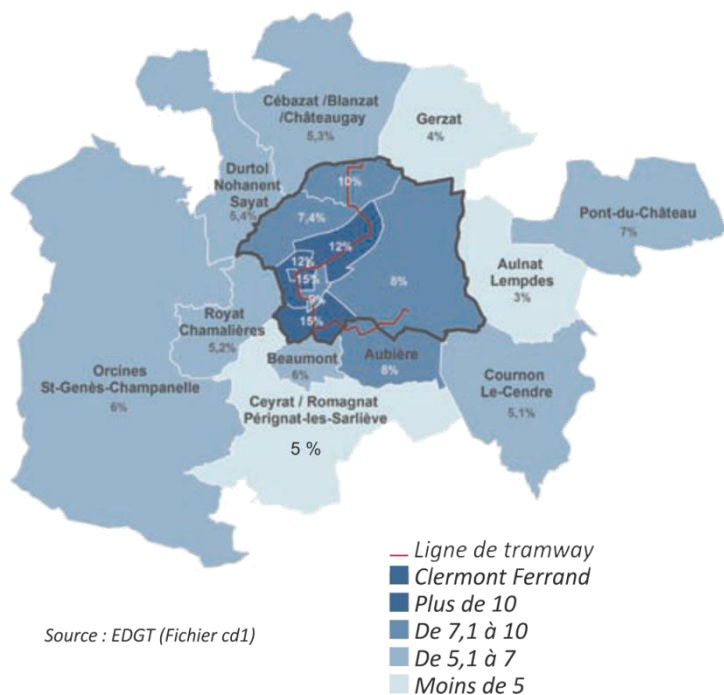 Cébazat /Blanzat
/Châteaugay
5,3%
Gerzat
4%
Durtol
Nohanent
Sayat
5,4%
10%
7,4%
Pont-du-Château
7%
12%
12%
15%
8%
Aulnat
Lempdes
3%
9%
15%
Royat
Chamalières
5,2%
Orcines
St-Genès-Champanelle
6%
Beaumont
6%
Aubière
8%
Cournon
Le-Cendre
5,1%
Ceyrat / Romagnat
Pérignat-les-Sarliève
5 %
Ligne de tramway
Clermont Ferrand
Plus de 10
De 7,1 à 10
De 5,1 à 7
Moins de 5
Source : EDGT (Fichier cd1)